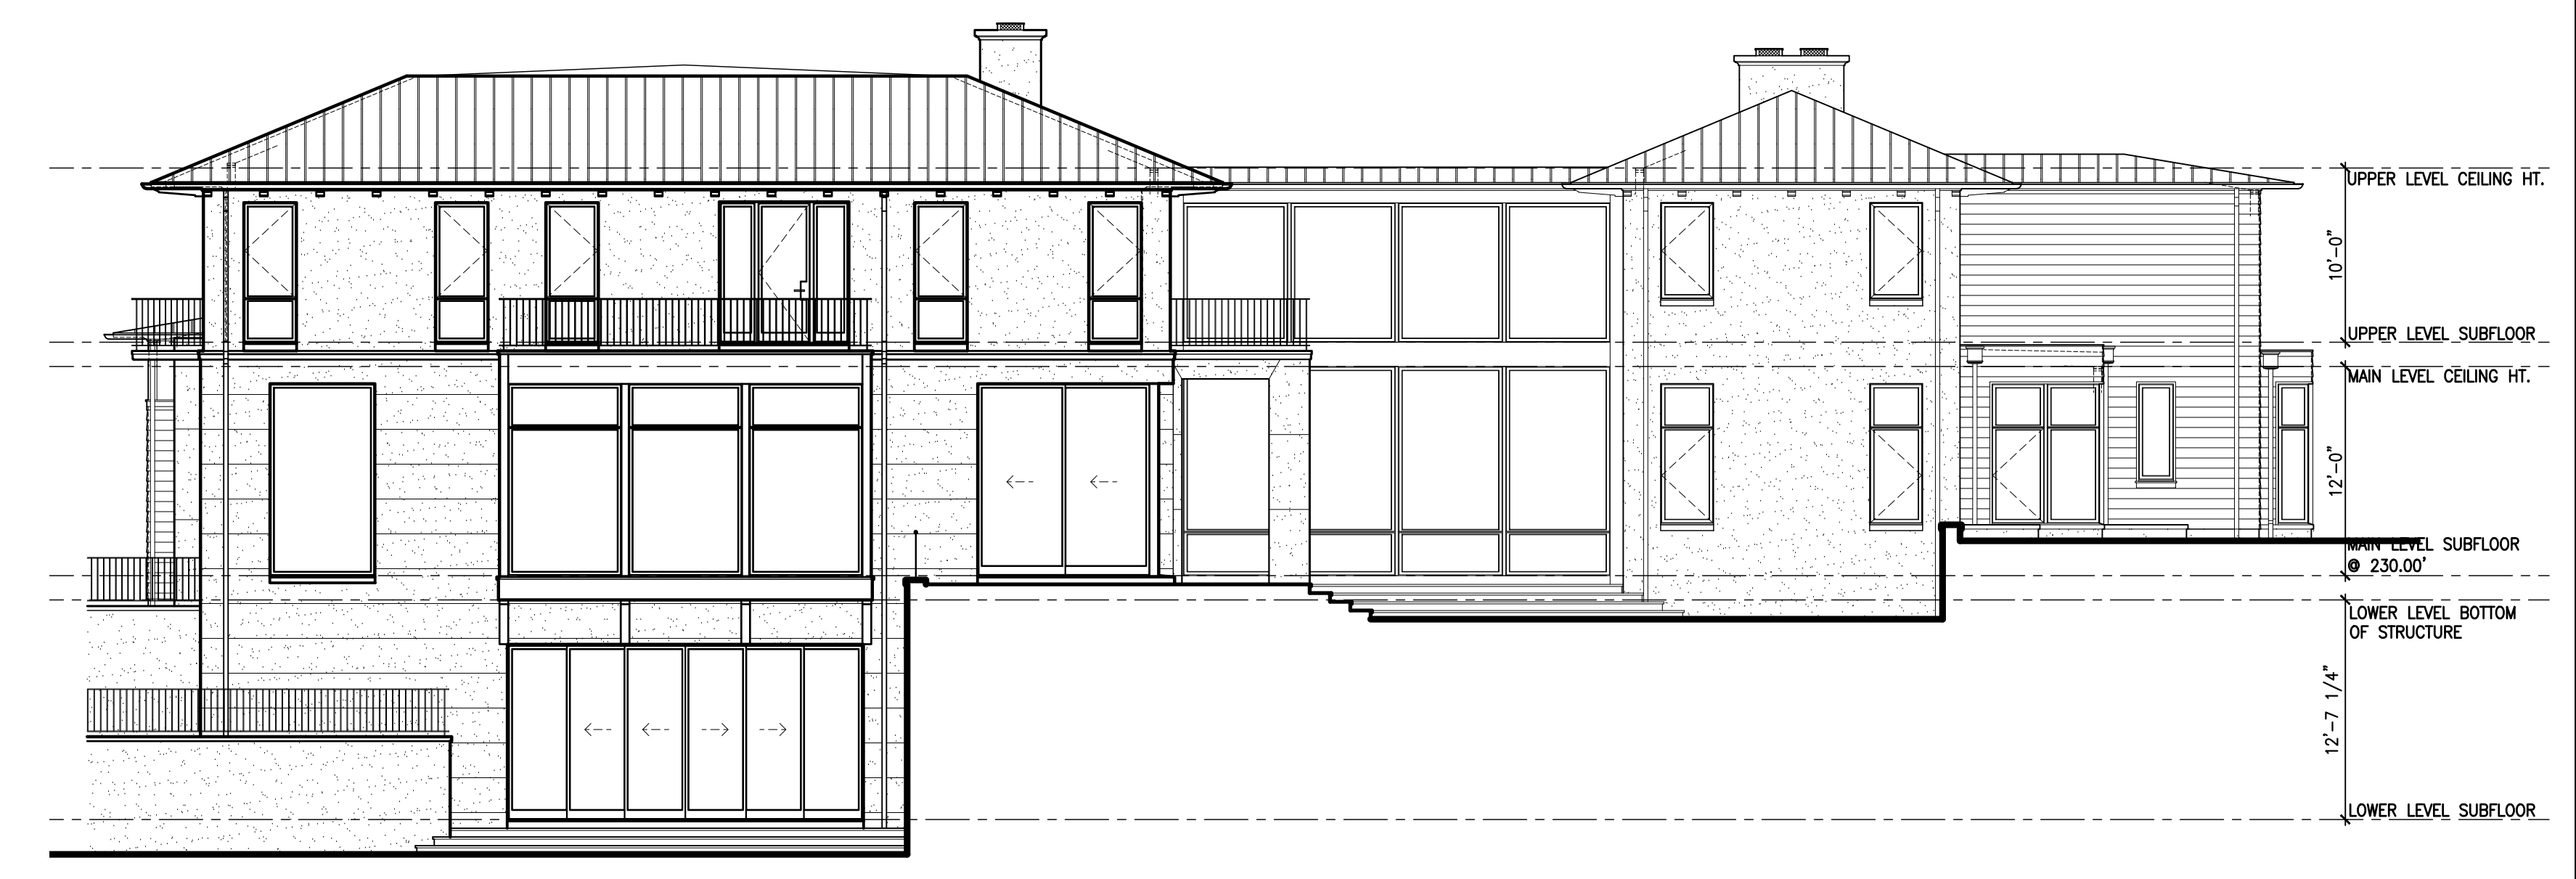 UPPER LEVEL CEILING HT.
10'-0"
UPPER LEVEL SUBFLOOR
MAIN LEVEL CEILING HT.
12'-0"
MAIN LEVEL SUBFLOOR
@ 230.00'
LOWER LEVEL BOTTOM
OF STRUCTURE
12'-7 1/4"
LOWER LEVEL SUBFLOOR